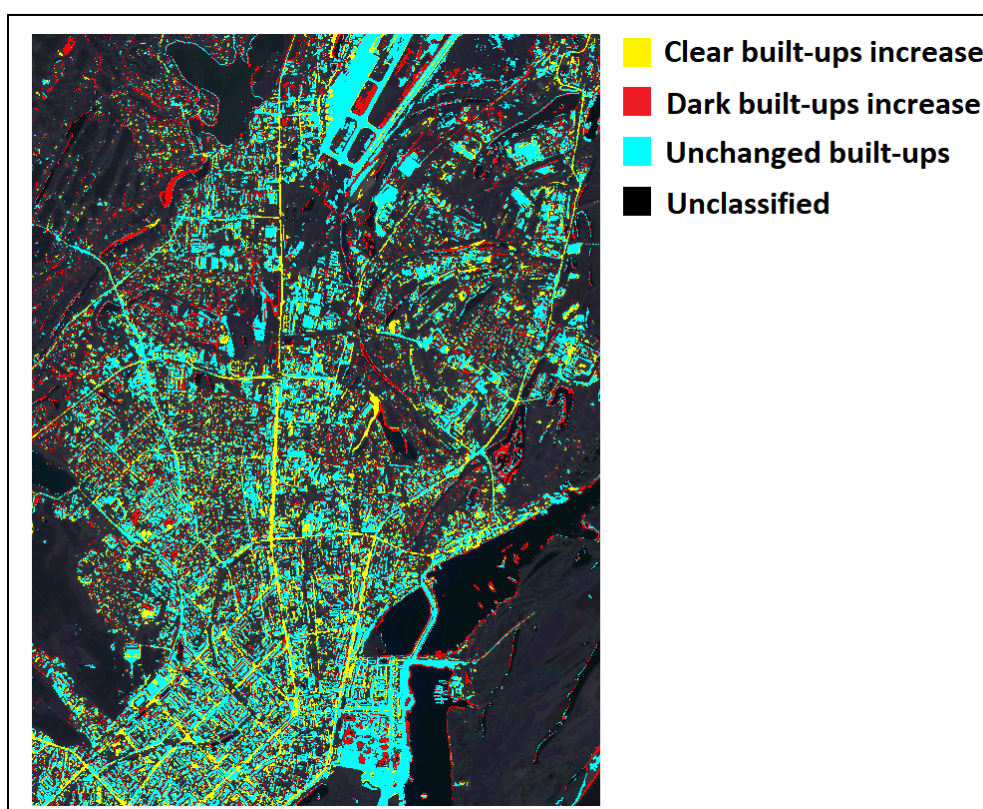 Clear built-ups increase
Dark built-ups increase
Unchanged built-ups
Unclassified